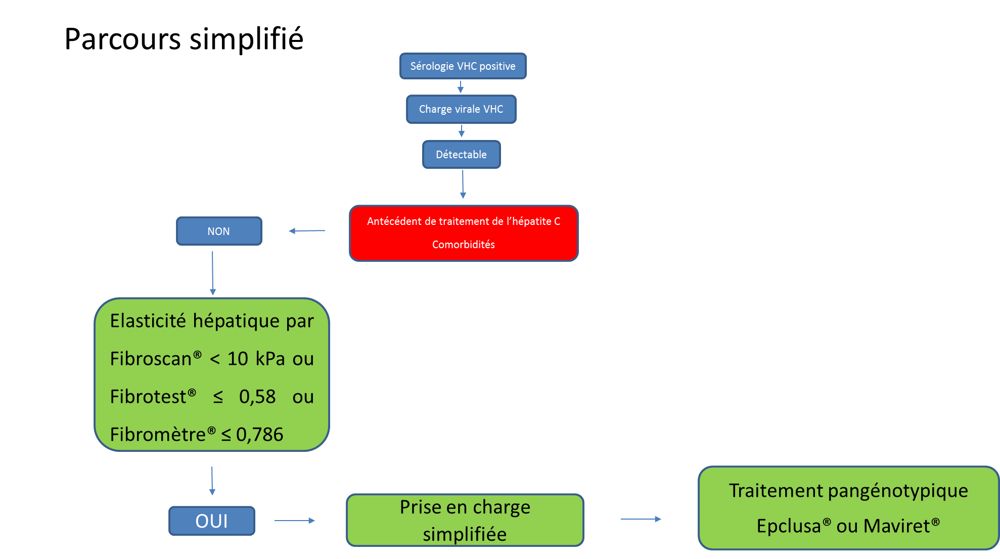 Parcours simplifié
Sérologie VHC positive
Charge virale VHC
Détectable
Antécédent de traitement de l’hépatite C
Comorbidités
NON
Elasticité hépatique par
Fibroscan® < 10 kPa ou
Fibrotest® ≤ 0,58 ou
Fibromètre® ≤ 0,786
OUI
Prise en charge
simplifiée
Traitement pangénotypique
Epclusa® ou Maviret®